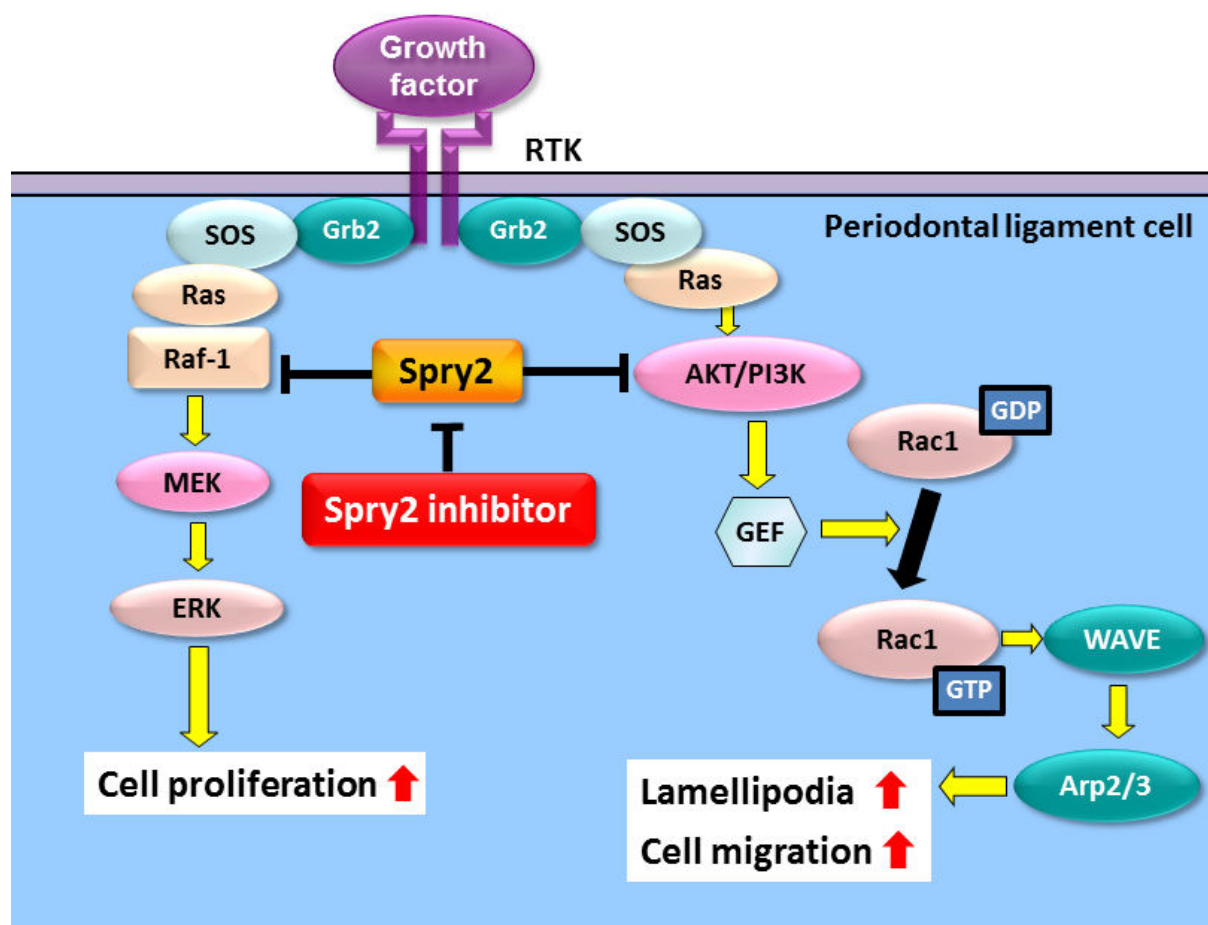 Growth
factor
RTK
SOS
Grb2
Grb2
SOS
Periodontal ligament cell
Ras
Ras
Raf-1
Spry2
AKT/PI3K
GDP
Rac1
MEK
Spry2 inhibitor
GEF
ERK
Rac1
WAVE
GTP
Cell proliferation
Lamellipodia
Arp2/3
Cell migration